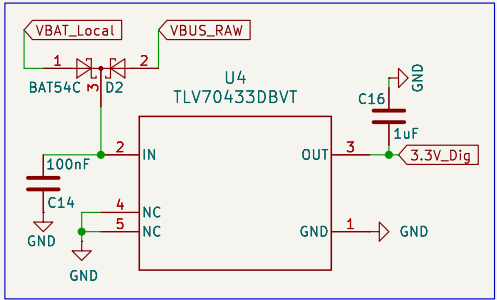 VBAT_Local
VBUS_RAW
1
2
BAT54C
3
D2
U4
TLV70433DBVT
GND
C16
1uF
100nF
2
IN
OUT
3
3.3V_Dig
C14
GND
4
NC
5
NC
GND
1
GND
GND